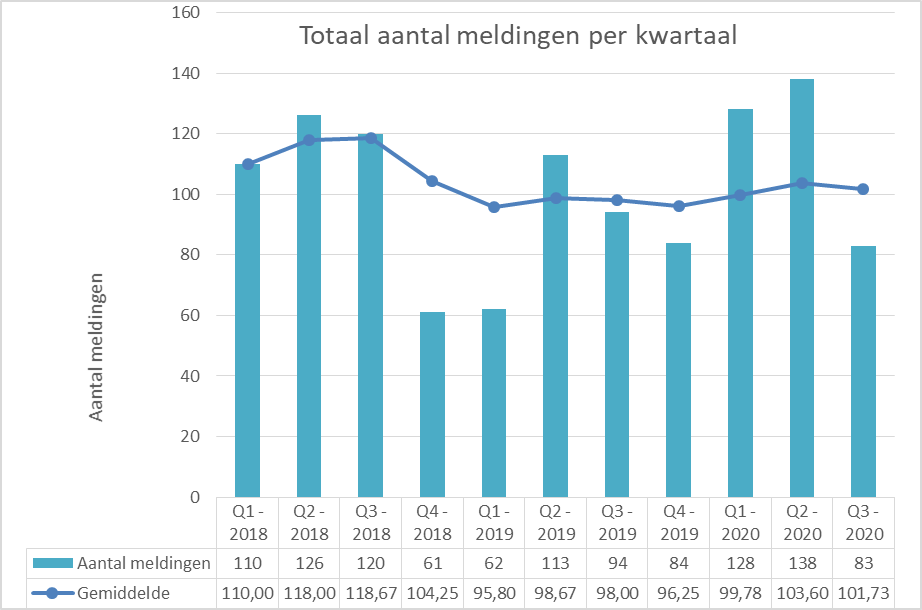 Totaal aantal meldingen per kwartaal
Aantal meldingen
160
140
120
100
80
60
40
20
0
Q1 - Q2 - Q3 - Q4 - Q1 - Q2 - Q3 - Q4 - Q1 - Q2 - Q3 -
2018 2018 2018 2018 2019 2019 2019 2019 2020 2020 2020
Aantal meldingen 110 126 120 61 62 113 94 84 128 138 83
Gemiddelde 110,00 118,00 118,67 104,25 95,80 98,67 98,00 96,25 99,78 103,60 101,73